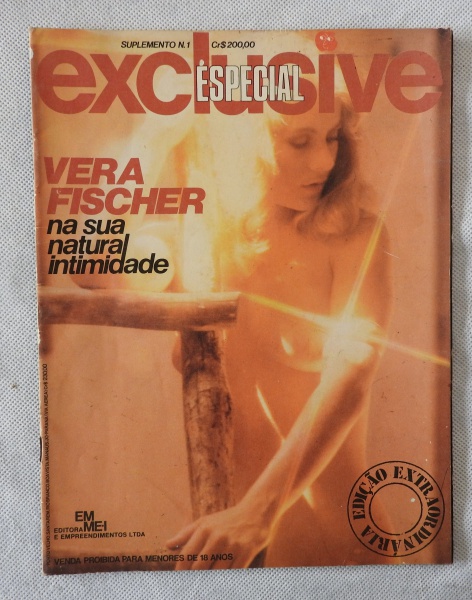 SUPLEMENTO N.1 Cr$ 200,00
exclusive
ESPECIAL
VERA
FISCHER
na sua
natural
intimidade
EM
ME-I
EDITORA
E EMPREENDIMENTOS LTDA
EDIÇÃO EXTRAORDINÁRIA
VENDA PROIBIDA PARA MENORES DE 18 ANOS